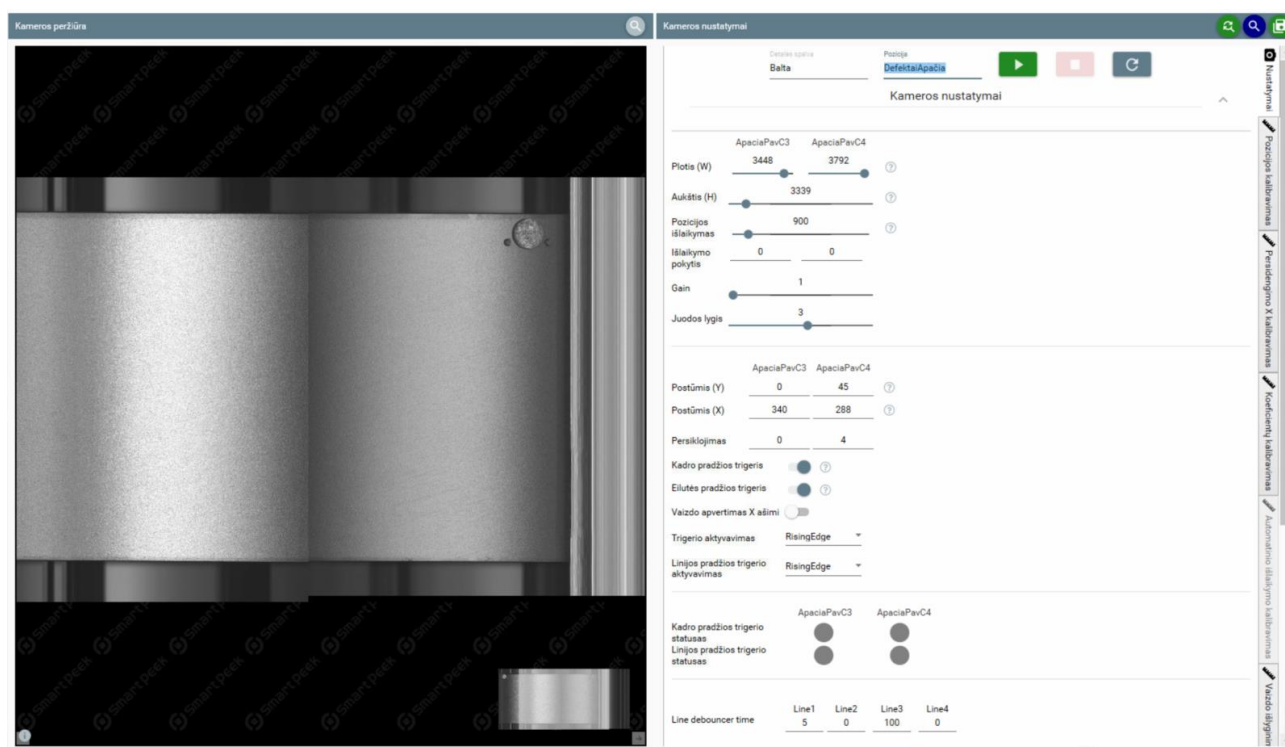 Kameros peržiūra
Kameros nustatymai
Detalės spalva
Pozicija
Balta
DefektaiApačia
Kameros nustatymai
ApaciaPavC3 ApaciaPavC4
Plotis (W) 3448 3792
Aukštis (H) 3339
Pozicijos išlaikymas 900
Išlaikymo pokytis 0 0
Gain 1
Juodos lygis 3
ApaciaPavC3 ApaciaPavC4
Postūmis (Y) 0 45
Postūmis (X) 340 288
Persiklojimas 0 4
Kadro pradžios trigeris
Eilutės pradžios trigeris
Vaizdo apvertimas X ašimi
Trigerio aktyvavimas RisingEdge
Linijos pradžios trigerio aktyvavimas RisingEdge
ApaciaPavC3 ApaciaPavC4
Kadro pradžios trigerio statusas
Linijos pradžios trigerio statusas
Line1 Line2 Line3 Line4
Line debouncer time 5 0 100 0
Nustatymai
Pozicijos kalibravimas
Persidengimo X kalibravimas
Koeficientų kalibravimas
Automatinio išlaikymo kalibravimas
Vaizdo išlyginim
SmartPeek